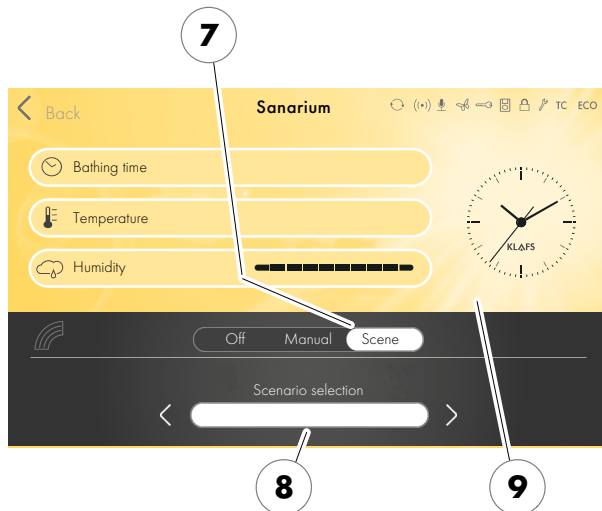 7
Back
Sanarium
TC ECO
Bathing time
Temperature
Humidity
KLAFS
Off Manual Scene
Scenario selection
8
9